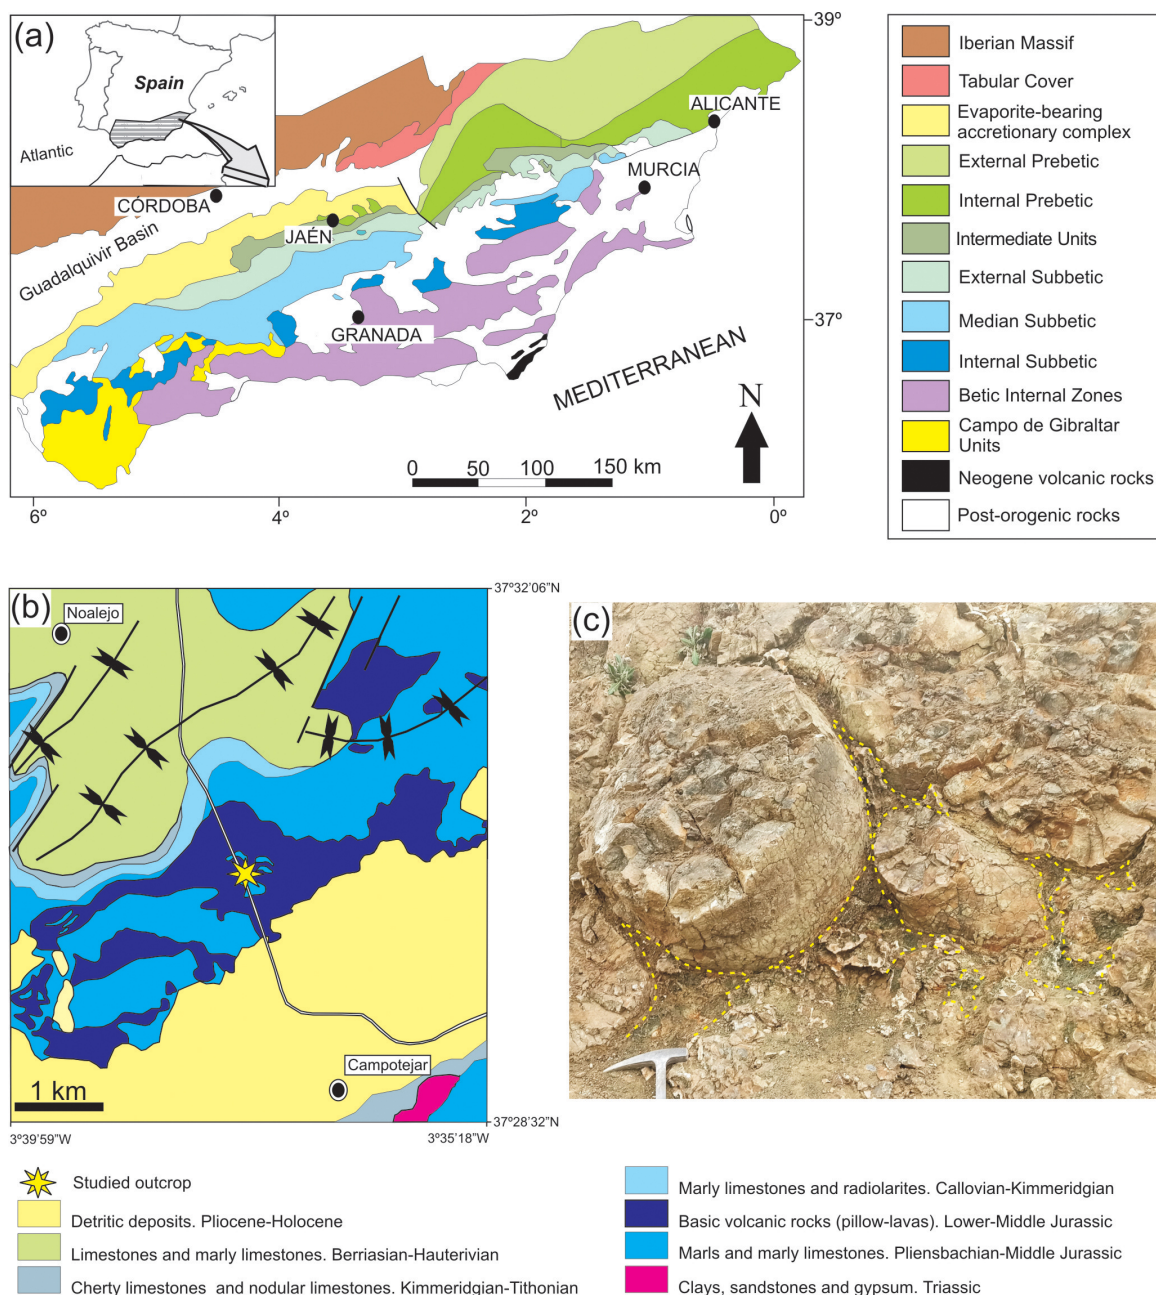 (a)
Spain
Atlantic
39º
ALICANTE
MURCIA
CÓRDOBA
JAÉN
Guadalquivir Basin
GRANADA
37º
MEDITERRANEAN
N
0 50 100 150 km
6º 4º 2º 0º
Iberian Massif
Tabular Cover
Evaporite-bearing
accretionary complex
External Prebetic
Internal Prebetic
Intermediate Units
External Subbetic
Median Subbetic
Internal Subbetic
Betic Internal Zones
Campo de Gibraltar
Units
Neogene volcanic rocks
Post-orogenic rocks
(b)
Noalejo
37º32'06"N
Campotejar
1 km
37º28'32"N
3º39'59"W 3º35'18"W
(c)
Studied outcrop
Detritic deposits. Pliocene-Holocene
Limestones and marly limestones. Berriasian-Hauterivian
Cherty limestones and nodular limestones. Kimmeridgian-Tithonian
Marly limestones and radiolarites. Callovian-Kimmeridgian
Basic volcanic rocks (pillow-lavas). Lower-Middle Jurassic
Marls and marly limestones. Pliensbachian-Middle Jurassic
Clays, sandstones and gypsum. Triassic